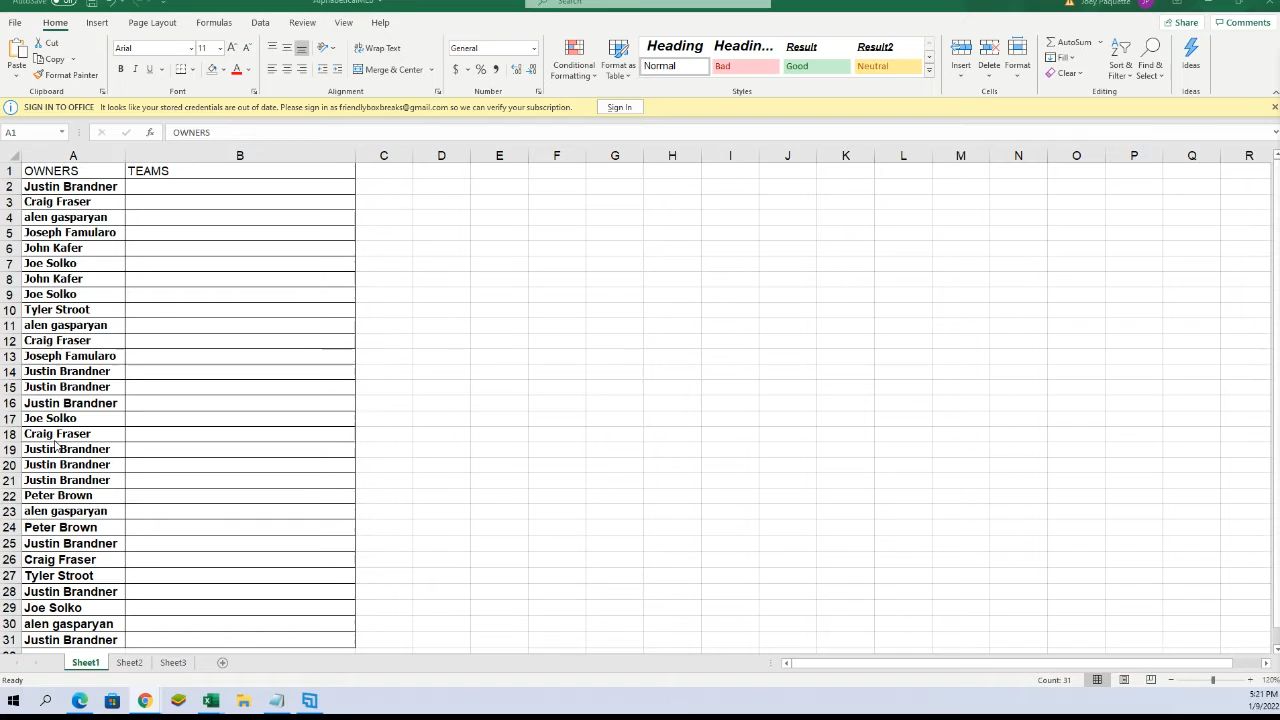 AutoSave Off AlphabeticalMLB Search Joey Paquette JP
File Home Insert Page Layout Formulas Data Review View Help Share Comments
Paste Cut Copy Format Painter Clipboard
Arial 11 A A B I U A Font
Wrap Text Merge & Center Alignment
General $ % Number
Conditional Formatting Format as Table
Heading Headin... Result Result2
Normal Bad Good Neutral
Styles
Insert Delete Format Cells
AutoSum Fill Clear Sort & Filter Find & Select Editing
Ideas Ideas
SIGN IN TO OFFICE It looks like your stored credentials are out of date. Please sign in as friendlyboxbreaks@gmail.com so we can verify your subscription. Sign In
A1 fx OWNERS
A B C D E F G H I J K L M N O P Q R
1 OWNERS TEAMS
2 Justin Brandner
3 Craig Fraser
4 alen gasparyan
5 Joseph Famularo
6 John Kafer
7 Joe Solko
8 John Kafer
9 Joe Solko
10 Tyler Stroot
11 alen gasparyan
12 Craig Fraser
13 Joseph Famularo
14 Justin Brandner
15 Justin Brandner
16 Justin Brandner
17 Joe Solko
18 Craig Fraser
19 Justin Brandner
20 Justin Brandner
21 Justin Brandner
22 Peter Brown
23 alen gasparyan
24 Peter Brown
25 Justin Brandner
26 Craig Fraser
27 Tyler Stroot
28 Justin Brandner
29 Joe Solko
30 alen gasparyan
31 Justin Brandner
Sheet1 Sheet2 Sheet3
Ready Count: 31 120%
5:21 PM
1/9/2022